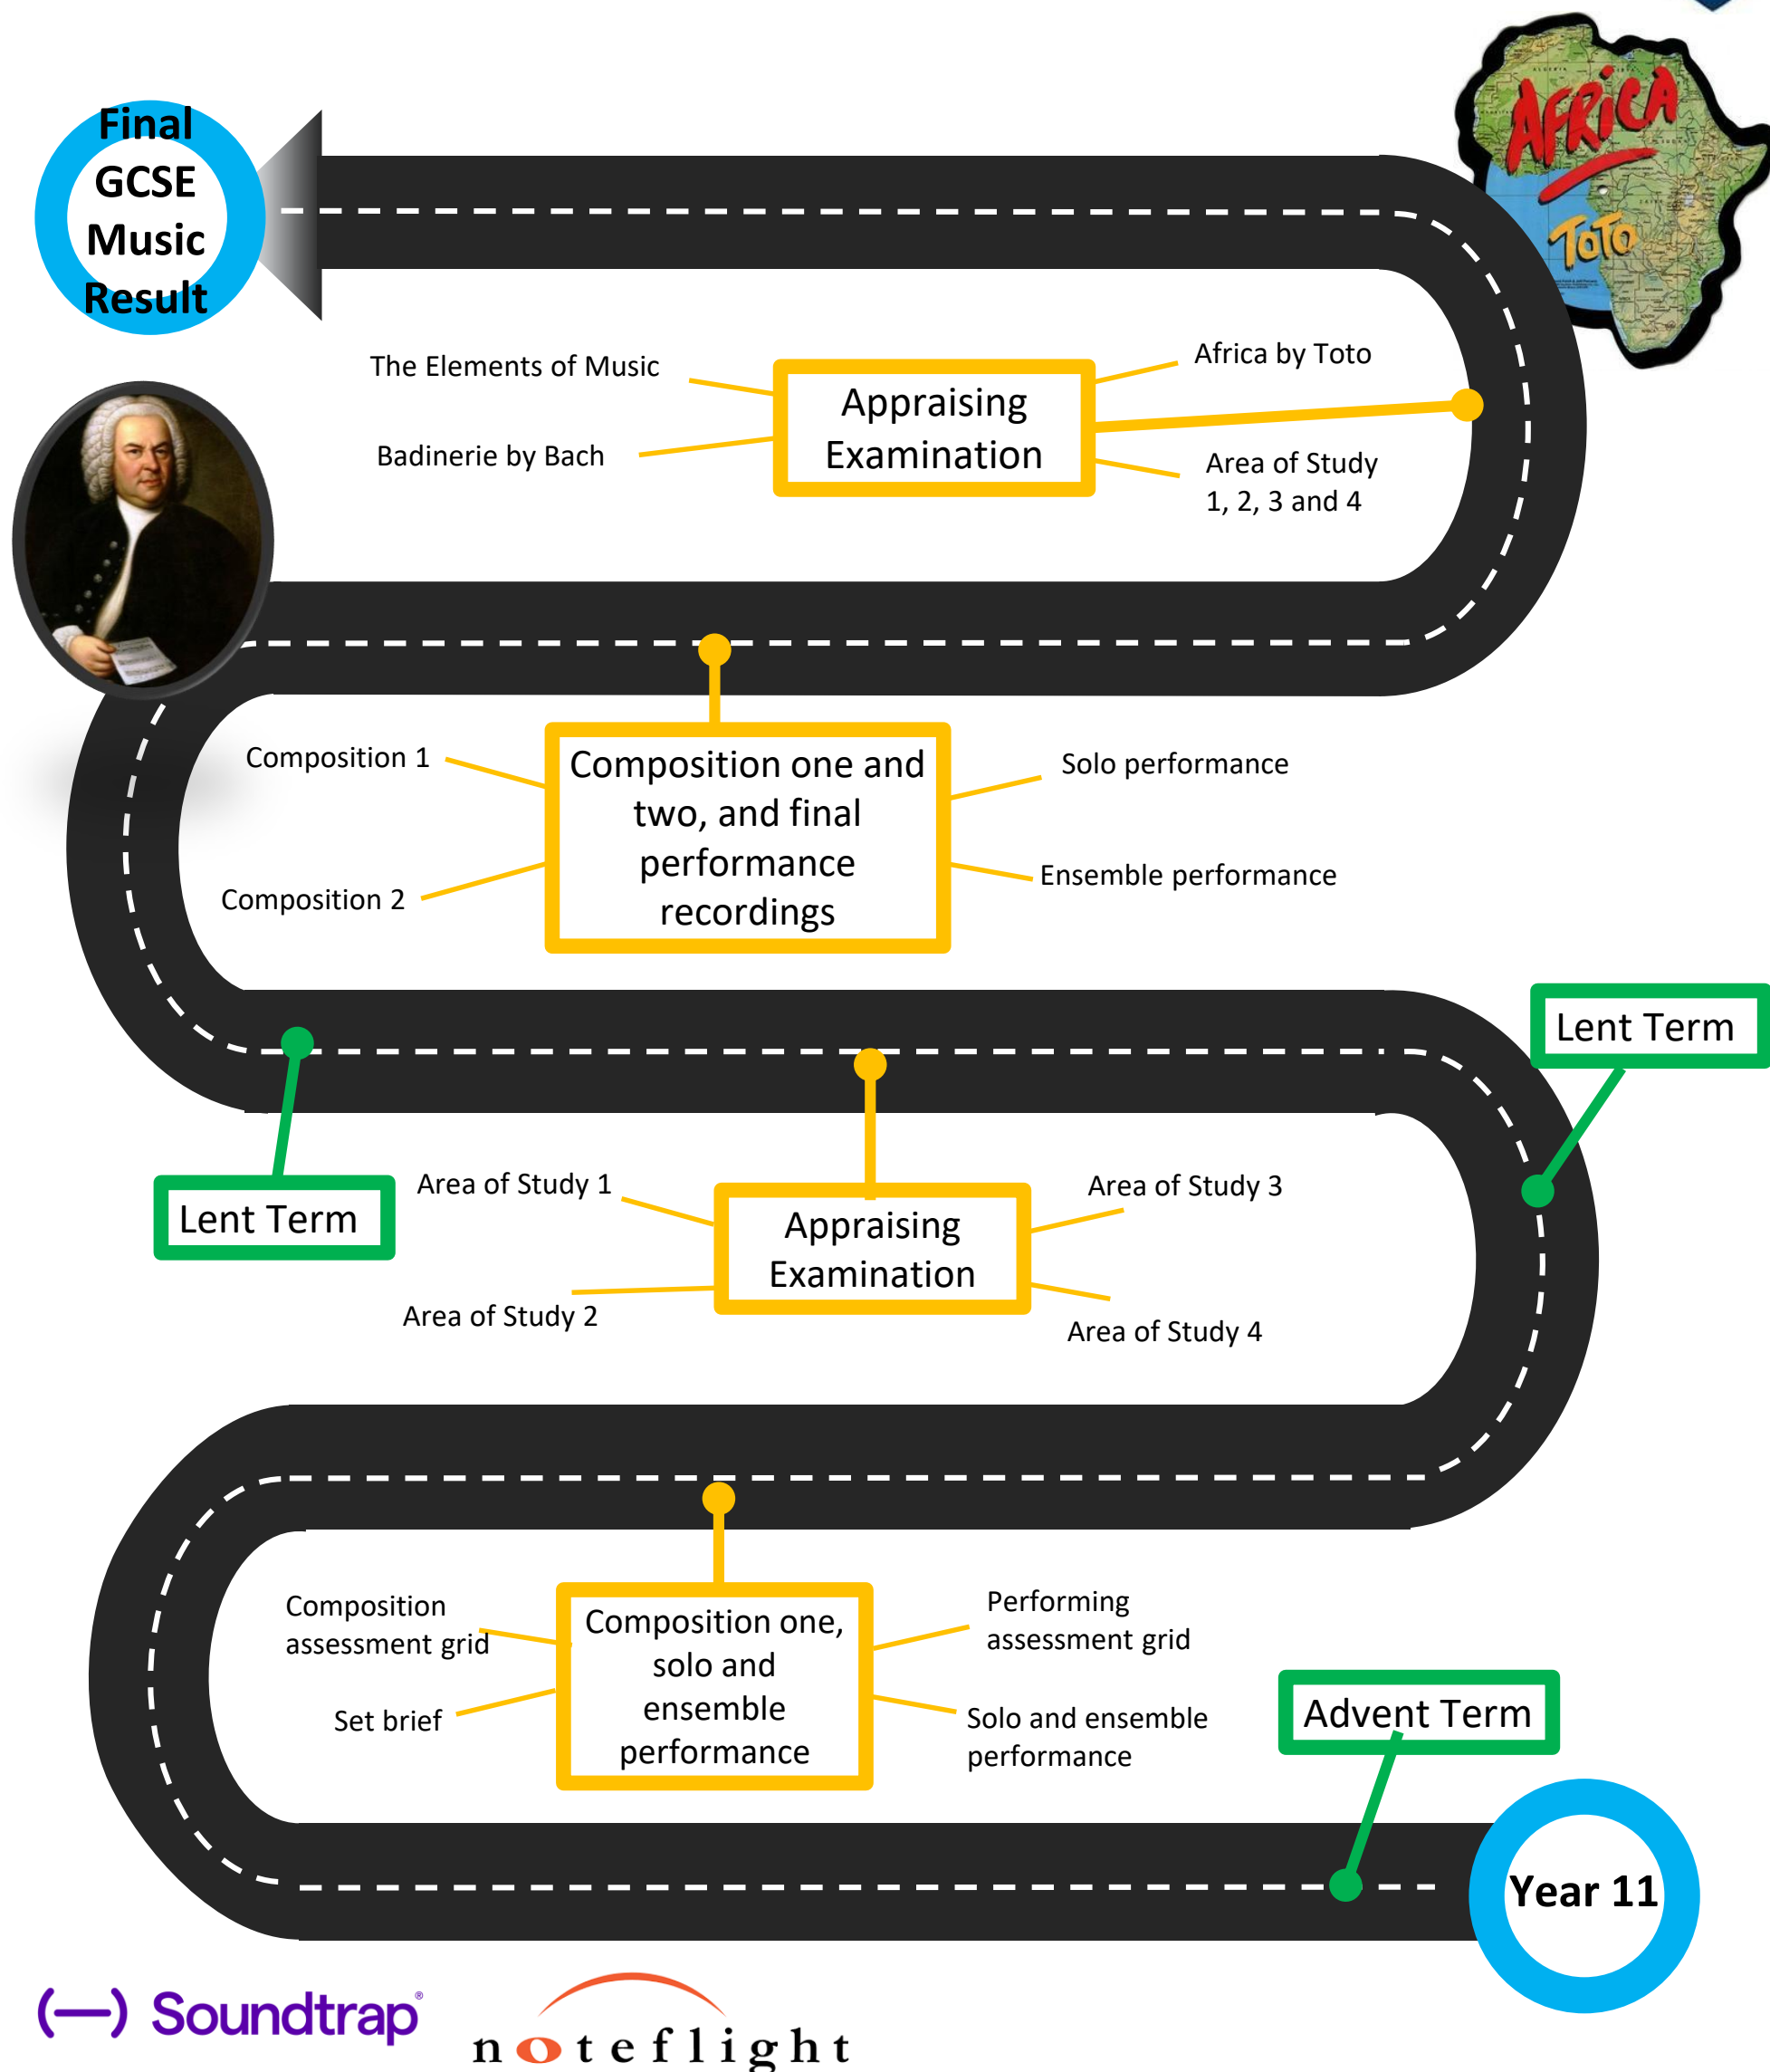 AFRICA
TOTO
Final
GCSE
Music
Result
The Elements of Music
Badinerie by Bach
Appraising
Examination
Africa by Toto
Area of Study
1, 2, 3 and 4
Composition 1
Composition 2
Composition one and
two, and final
performance
recordings
Solo performance
Ensemble performance
Lent Term
Lent Term
Area of Study 1
Area of Study 2
Appraising
Examination
Area of Study 3
Area of Study 4
Composition
assessment grid
Set brief
Composition one,
solo and
ensemble
performance
Performing
assessment grid
Solo and ensemble
performance
Advent Term
Year 11
Soundtrap®
noteflight